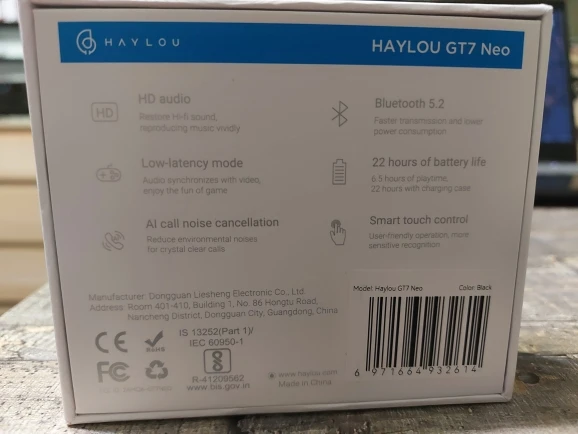 HAYLOU
HAYLOU GT7 Neo
HD
HD audio
Restore Hi-fi sound,
reproducing music vividly
Bluetooth 5.2
Faster transmission and lower
power consumption
Low-latency mode
Audio synchronizes with video,
enjoy the fun of game
22 hours of battery life
6.5 hours of playtime,
22 hours with charging case
AI call noise cancellation
Reduce environmental noises
for crystal clear calls
Smart touch control
User-friendly operation, more
sensitive recognition
Manufacturer: Dongguan Liesheng Electronic Co., Ltd.
Address: Room 401-410, Building 1, No. 86 Hongtu Road,
Nancheng District, Dongguan City, Guangdong, China
Model: Haylou GT7 Neo
Color: Black
CE
RoHS
IS 13252(Part 1)/
IEC 60950-1
FC
R-41209562
www.bis.gov.in
www.haylou.com
Made in China
6 971664 932614